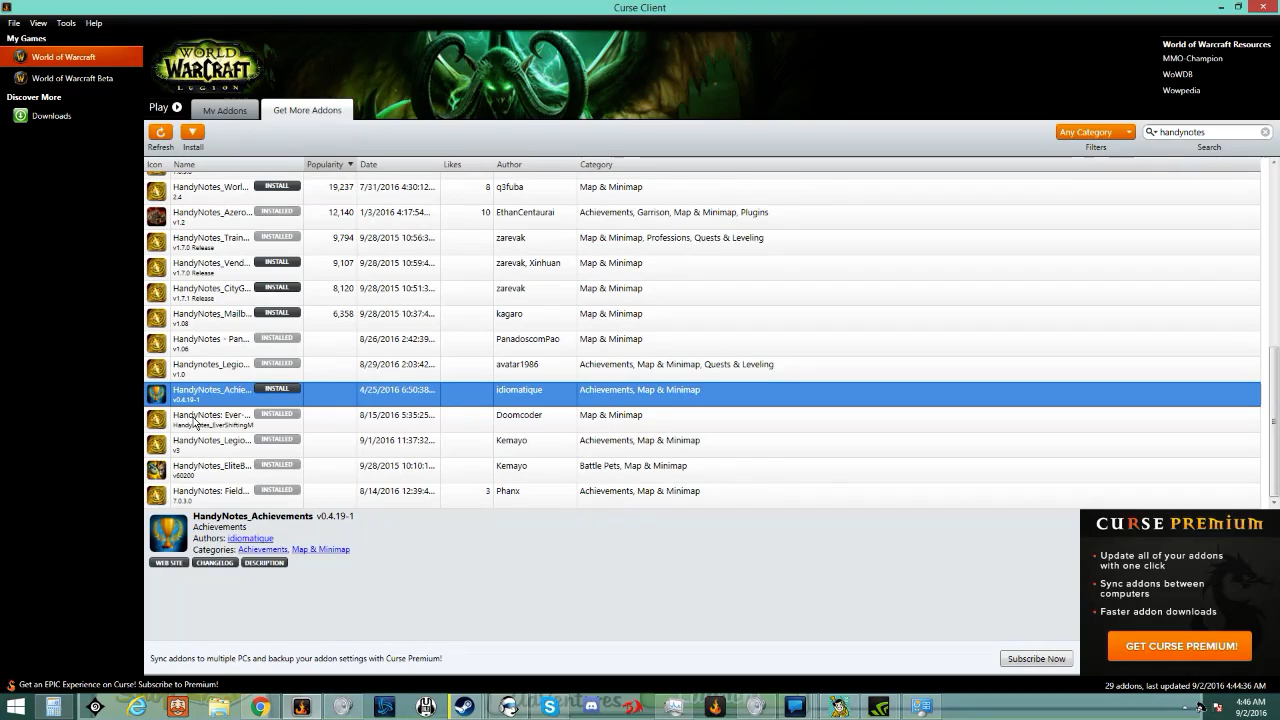 Curse Client
File View Tools Help
My Games
World of Warcraft
World of Warcraft Beta
Discover More
Downloads
WORLD OF WARCRAFT
LEGION
World of Warcraft Resources
MMO-Champion
WoWDB
Wowpedia
Play My Addons Get More Addons
Refresh Install
Any Category
Filters
handynotes
Search
Icon Name Popularity Date Likes Author Category
HandyNotes_Worl... INSTALL 19,237 7/31/2016 4:30:12... 8 q3fuba Map & Minimap
2.4
HandyNotes_Azero... INSTALLED 12,140 1/3/2016 4:17:54... 10 EthanCentaurai Achievements, Garrison, Map & Minimap, Plugins
v1.2
HandyNotes_Train... INSTALLED 9,794 9/28/2015 10:56:3... zarevak Map & Minimap, Professions, Quests & Leveling
v1.7.0 Release
HandyNotes_Vend... INSTALL 9,107 9/28/2015 10:59:4... zarevak, Xinhuan Map & Minimap
v1.7.0 Release
HandyNotes_CityG... INSTALL 8,120 9/28/2015 10:51:3... zarevak Map & Minimap
v1.7.1 Release
HandyNotes_Mailb... INSTALL 6,358 9/28/2015 10:37:4... kagaro Map & Minimap
v1.08
HandyNotes - Pan... INSTALLED 8/26/2016 2:42:39... PanadoscomPao Map & Minimap
v1.06
Handynotes_Legio... INSTALLED 8/29/2016 2:03:42... avatar1986 Achievements, Map & Minimap, Quests & Leveling
v1.0
HandyNotes_Achie... INSTALL 4/25/2016 6:50:38... idiomatique Achievements, Map & Minimap
v0.4.19-1
HandyNotes: Ever-... INSTALLED 8/15/2016 5:35:25... Doomcoder Map & Minimap
HandyNotes_EverShiftingM
HandyNotes_Legio... INSTALLED 9/1/2016 11:37:32... Kemayo Achievements, Map & Minimap
v3
HandyNotes_EliteB... INSTALLED 9/28/2015 10:10:1... Kemayo Battle Pets, Map & Minimap
v60200
HandyNotes: Field... INSTALLED 8/14/2016 12:39:4... 3 Phanx Achievements, Map & Minimap
7.0.3.0
HandyNotes_Achievements v0.4.19-1
Achievements
Authors: idiomatique
Categories: Achievements, Map & Minimap
WEB SITE CHANGELOG DESCRIPTION
CURSE PREMIUM
• Update all of your addons
with one click
• Sync addons between
computers
• Faster addon downloads
GET CURSE PREMIUM!
Sync addons to multiple PCs and backup your addon settings with Curse Premium!
Subscribe Now
Get an EPIC Experience on Curse! Subscribe to Premium!
29 addons, last updated 9/2/2016 4:44:36 AM
4:46 AM
9/2/2016